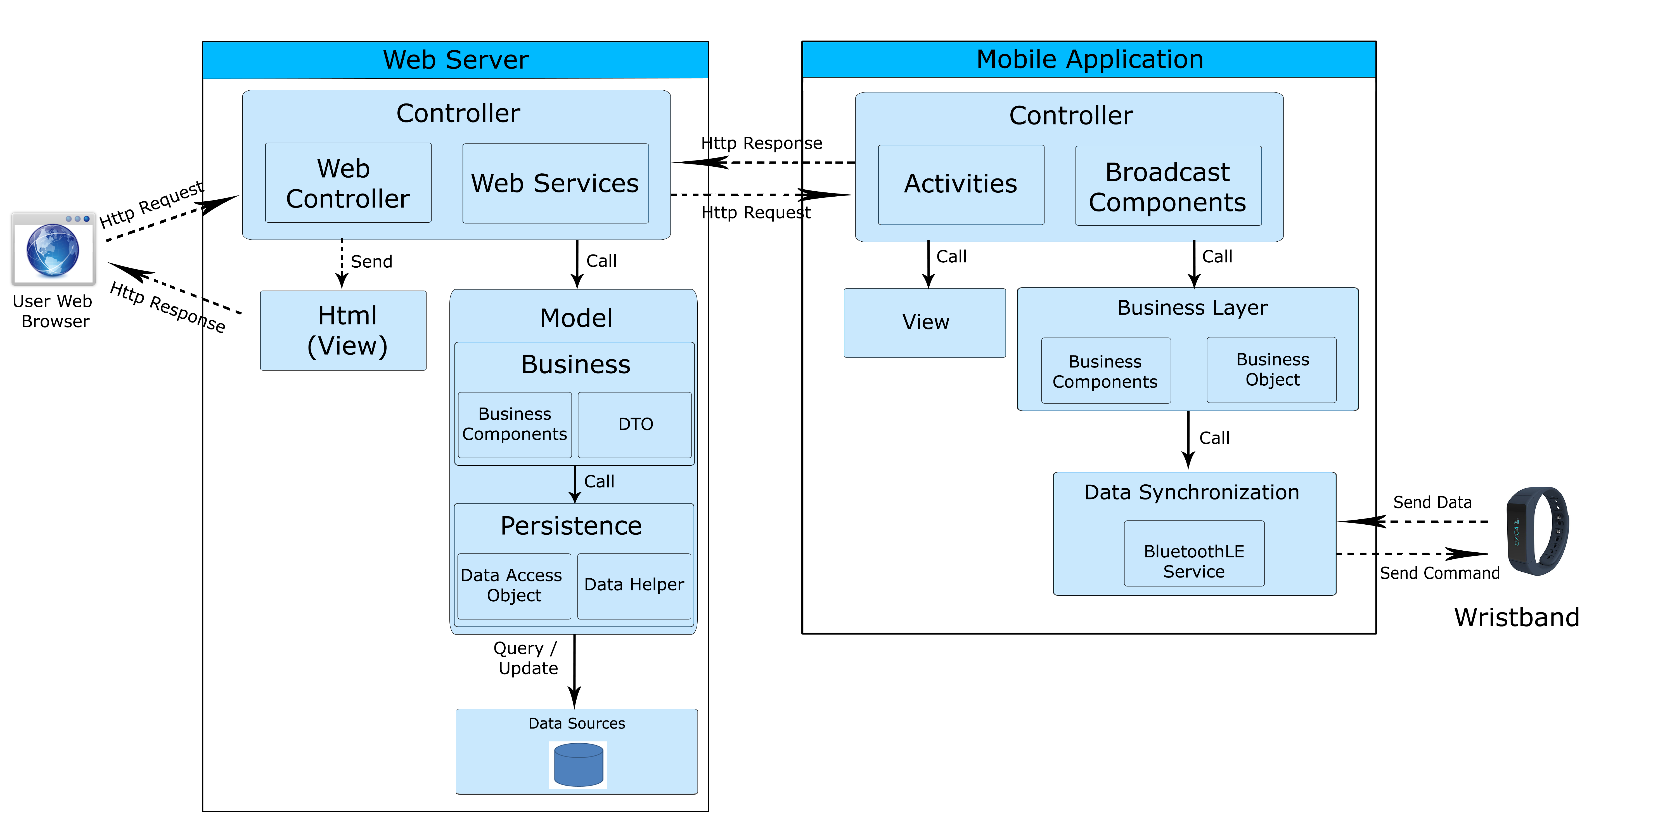 Web Server
Controller
Web
Controller
Web Services
Http Request
Http Response
User Web
Browser
Send
Call
Html
(View)
Model
Business
Business
Components
DTO
Call
Persistence
Data Access
Object
Data Helper
Query /
Update
Data Sources
Http Response
Http Request
Mobile Application
Controller
Activities
Broadcast
Components
Call
Call
View
Business Layer
Business
Components
Business
Object
Call
Data Synchronization
BluetoothLE
Service
Send Data
Send Command
Wristband